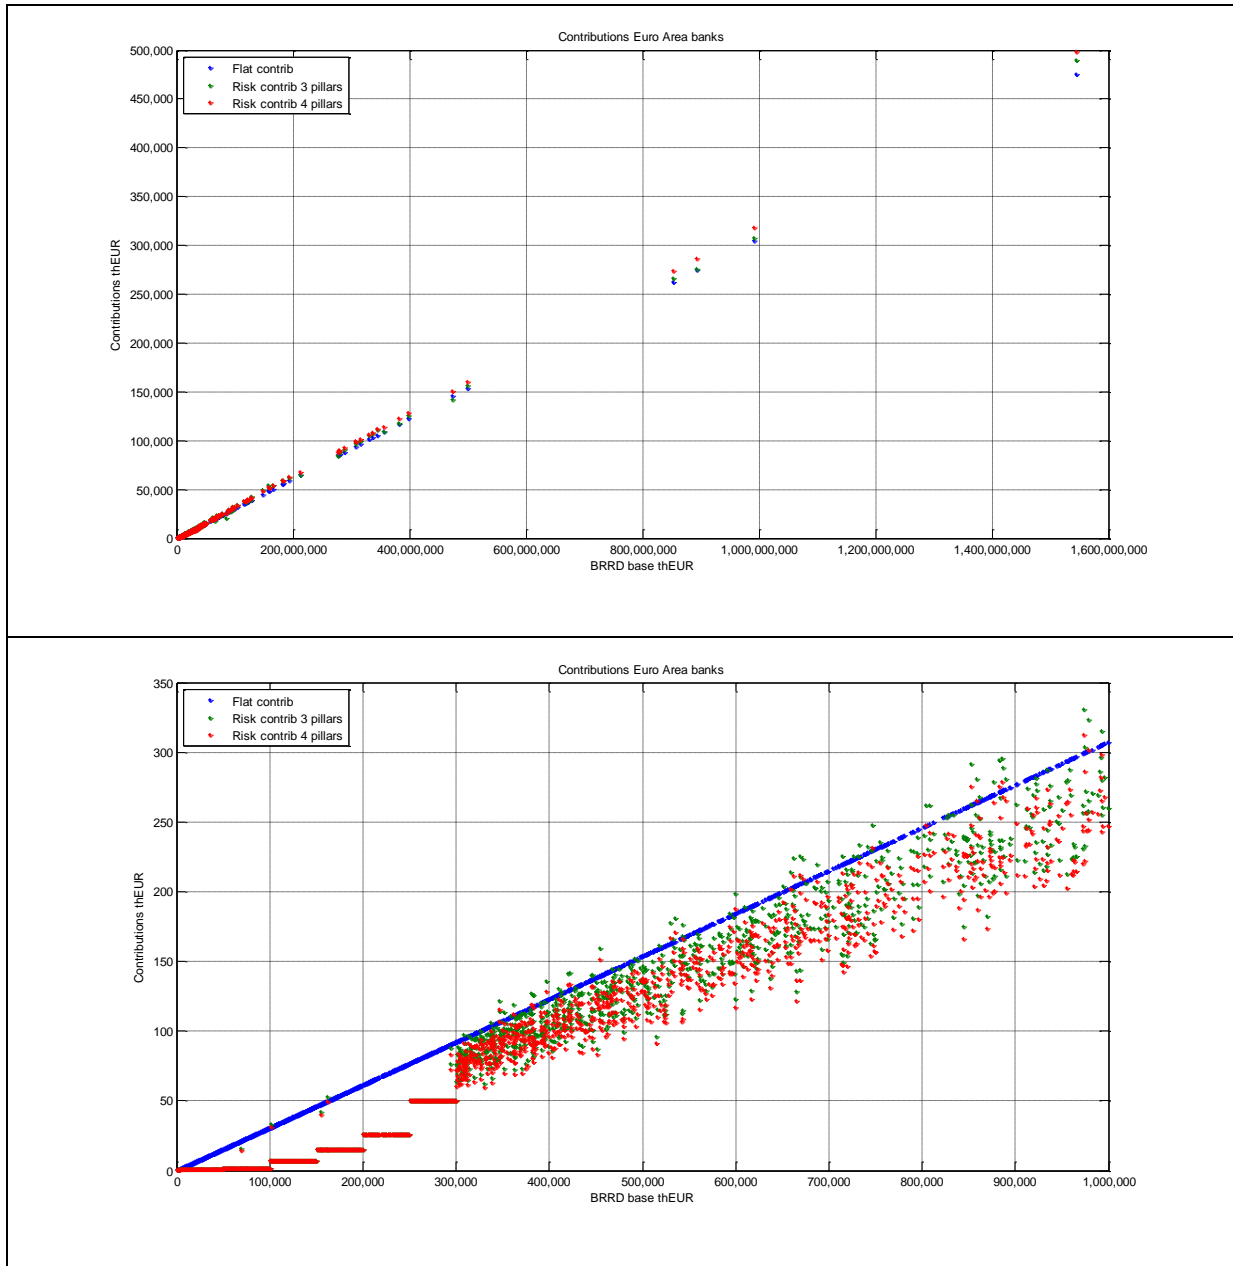 Contributions Euro Area banks
500,000
450,000
400,000
350,000
300,000
250,000
200,000
150,000
100,000
50,000
0
Flat contrib
Risk contrib 3 pillars
Risk contrib 4 pillars
Contributions thEUR
0 200,000,000 400,000,000 600,000,000 800,000,000 1,000,000,000 1,200,000,000 1,400,000,000 1,600,000,000
BRRD base thEUR
Contributions Euro Area banks
350
300
250
200
150
100
50
0
Flat contrib
Risk contrib 3 pillars
Risk contrib 4 pillars
Contributions thEUR
0 100,000 200,000 300,000 400,000 500,000 600,000 700,000 800,000 900,000 1,000,000
BRRD base thEUR